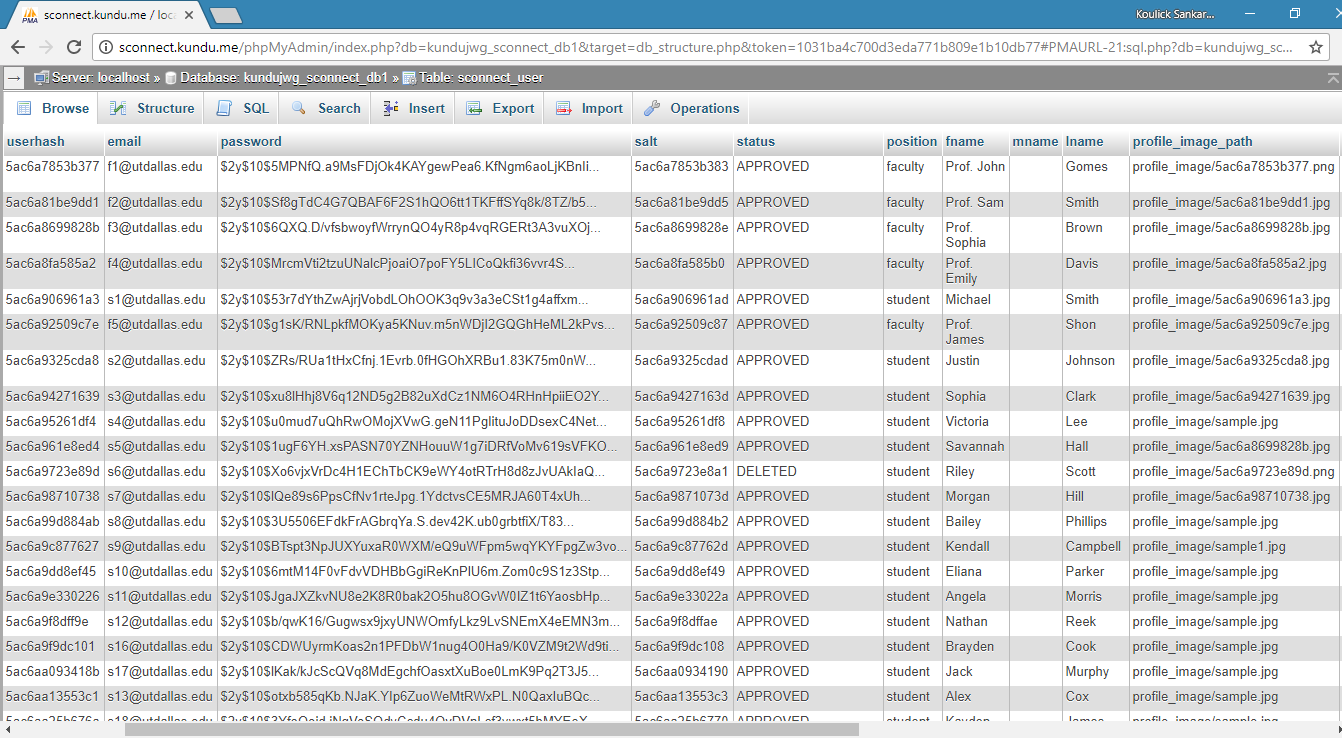 sconnect.kundu.me / loc
Koulick Sankar...
sconnect.kundu.me/phpMyAdmin/index.php?db=kundujwg_sconnect_db1&target=db_structure.php&token=1031ba4c700d3eda771b809e1b10db77#PMAURL-21:sql.php?db=kundujwg_sc...
Server: localhost » Database: kundujwg_sconnect_db1 » Table: sconnect_user
Browse Structure SQL Search Insert Export Import Operations
userhash email password salt status position fname mname lname profile_image_path
5ac6a7853b377 f1@utdallas.edu $2y$10$5MPNfQ.a9MsFDjOk4KAYgewPea6.KfNgm6aoLjKBnIi... 5ac6a7853b383 APPROVED faculty Prof. John Gomes profile_image/5ac6a7853b377.png
5ac6a81be9dd1 f2@utdallas.edu $2y$10$Sf8gTdC4G7QBAF6F2S1hQO6tt1TKFffSYq8k/8TZ/b5... 5ac6a81be9dd5 APPROVED faculty Prof. Sam Smith profile_image/5ac6a81be9dd1.jpg
5ac6a8699828b f3@utdallas.edu $2y$10$6QXQ.D/vfsbwoyfWrrynQO4yR8p4vqRGERt3A3vuXOj... 5ac6a8699828e APPROVED faculty Prof. Brown profile_image/5ac6a8699828b.jpg
Sophia
5ac6a8fa585a2 f4@utdallas.edu $2y$10$MrcmVti2tzuUNalcPjoaiO7poFY5LICoQkfi36vvr4S... 5ac6a8fa585b0 APPROVED faculty Prof. Davis profile_image/5ac6a8fa585a2.jpg
Emily
5ac6a906961a3 s1@utdallas.edu $2y$10$53r7dYthZwAjrjVobdLOhOOK3q9v3a3eCSt1g4affxm... 5ac6a906961ad APPROVED student Michael Smith profile_image/5ac6a906961a3.jpg
5ac6a92509c7e f5@utdallas.edu $2y$10$g1sK/RNLpkfMOKya5KNuv.m5nWDjI2GQGhHeML2kPvs... 5ac6a92509c87 APPROVED faculty Prof. Shon profile_image/5ac6a92509c7e.jpg
James
5ac6a9325cda8 s2@utdallas.edu $2y$10$ZRs/RUa1tHxCfnj.1Evrb.0fHGOhXRBu1.83K75m0nW... 5ac6a9325cdad APPROVED student Justin Johnson profile_image/5ac6a9325cda8.jpg
5ac6a94271639 s3@utdallas.edu $2y$10$xu8lHhj8V6q12ND5g2B82uXdCz1NM6O4RHnHpiiEO2Y... 5ac6a9427163d APPROVED student Sophia Clark profile_image/5ac6a94271639.jpg
5ac6a95261df4 s4@utdallas.edu $2y$10$u0mud7uQhRwOMojXVwG.geN11PglituJoDDsexC4Net... 5ac6a95261df8 APPROVED student Victoria Lee profile_image/sample.jpg
5ac6a961e8ed4 s5@utdallas.edu $2y$10$1ugF6YH.xsPASN70YZNHouuW1g7iDRfVoMv619sVFKO... 5ac6a961e8ed9 APPROVED student Savannah Hall profile_image/5ac6a8699828b.jpg
5ac6a9723e89d s6@utdallas.edu $2y$10$Xo6vjxVrDc4H1EChTbCK9eWY4otRTrH8d8zJvUAkIaQ... 5ac6a9723e8a1 DELETED student Riley Scott profile_image/5ac6a9723e89d.png
5ac6a98710738 s7@utdallas.edu $2y$10$lQe89s6PpsCfNv1rteJpg.1YdctvsCE5MRJA60T4xUh... 5ac6a9871073d APPROVED student Morgan Hill profile_image/5ac6a98710738.jpg
5ac6a99d884ab s8@utdallas.edu $2y$10$3U5506EFdkFrAGbrqYa.S.dev42K.ub0grbtfiX/T83... 5ac6a99d884b2 APPROVED student Bailey Phillips profile_image/sample.jpg
5ac6a9c877627 s9@utdallas.edu $2y$10$BTspt3NpJUXYuxaR0WXM/eQ9uWFpm5wqYKYFpgZw3vo... 5ac6a9c87762d APPROVED student Kendall Campbell profile_image/sample1.jpg
5ac6a9dd8ef45 s10@utdallas.edu $2y$10$6mtM14F0vFdvVDHBbGgiReKnPlU6m.Zom0c9S1z3Stp... 5ac6a9dd8ef49 APPROVED student Eliana Parker profile_image/sample.jpg
5ac6a9e330226 s11@utdallas.edu $2y$10$JgaJXZkvNU8e2K8R0bak2O5hu8OGvW0IZ1t6YaosbHp... 5ac6a9e33022a APPROVED student Angela Morris profile_image/sample.jpg
5ac6a9f8dff9e s12@utdallas.edu $2y$10$b/qwK16/Gugwsx9jxyUNWOmfyLkz9LvSNEmX4eEMN3m... 5ac6a9f8dffae APPROVED student Nathan Reek profile_image/sample.jpg
5ac6a9f9dc101 s16@utdallas.edu $2y$10$CDWUyrmKoas2n1PFDbW1nug4O0Ha9/K0VZM9t2Wd9ti... 5ac6a9f9dc108 APPROVED student Brayden Cook profile_image/sample.jpg
5ac6aa093418b s17@utdallas.edu $2y$10$lKak/kJcScQVq8MdEgchfOasxtXuBoe0LmK9Pq2T3J5... 5ac6aa0934190 APPROVED student Jack Murphy profile_image/sample.jpg
5ac6aa13553c1 s13@utdallas.edu $2y$10$otxb585qKb.NJaK.YIp6ZuoWeMtRWxPL.N0QaxIuBQc... 5ac6aa13553c3 APPROVED student Alex Cox profile_image/sample.jpg